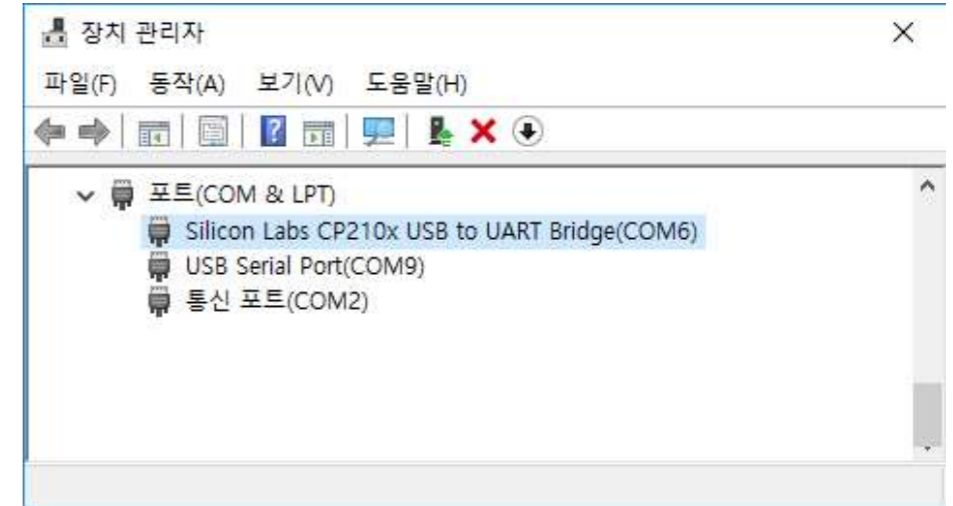 장치 관리자
파일(F) 동작(A) 보기(V) 도움말(H)
포트(COM & LPT)
Silicon Labs CP210x USB to UART Bridge(COM6)
USB Serial Port(COM9)
통신 포트(COM2)